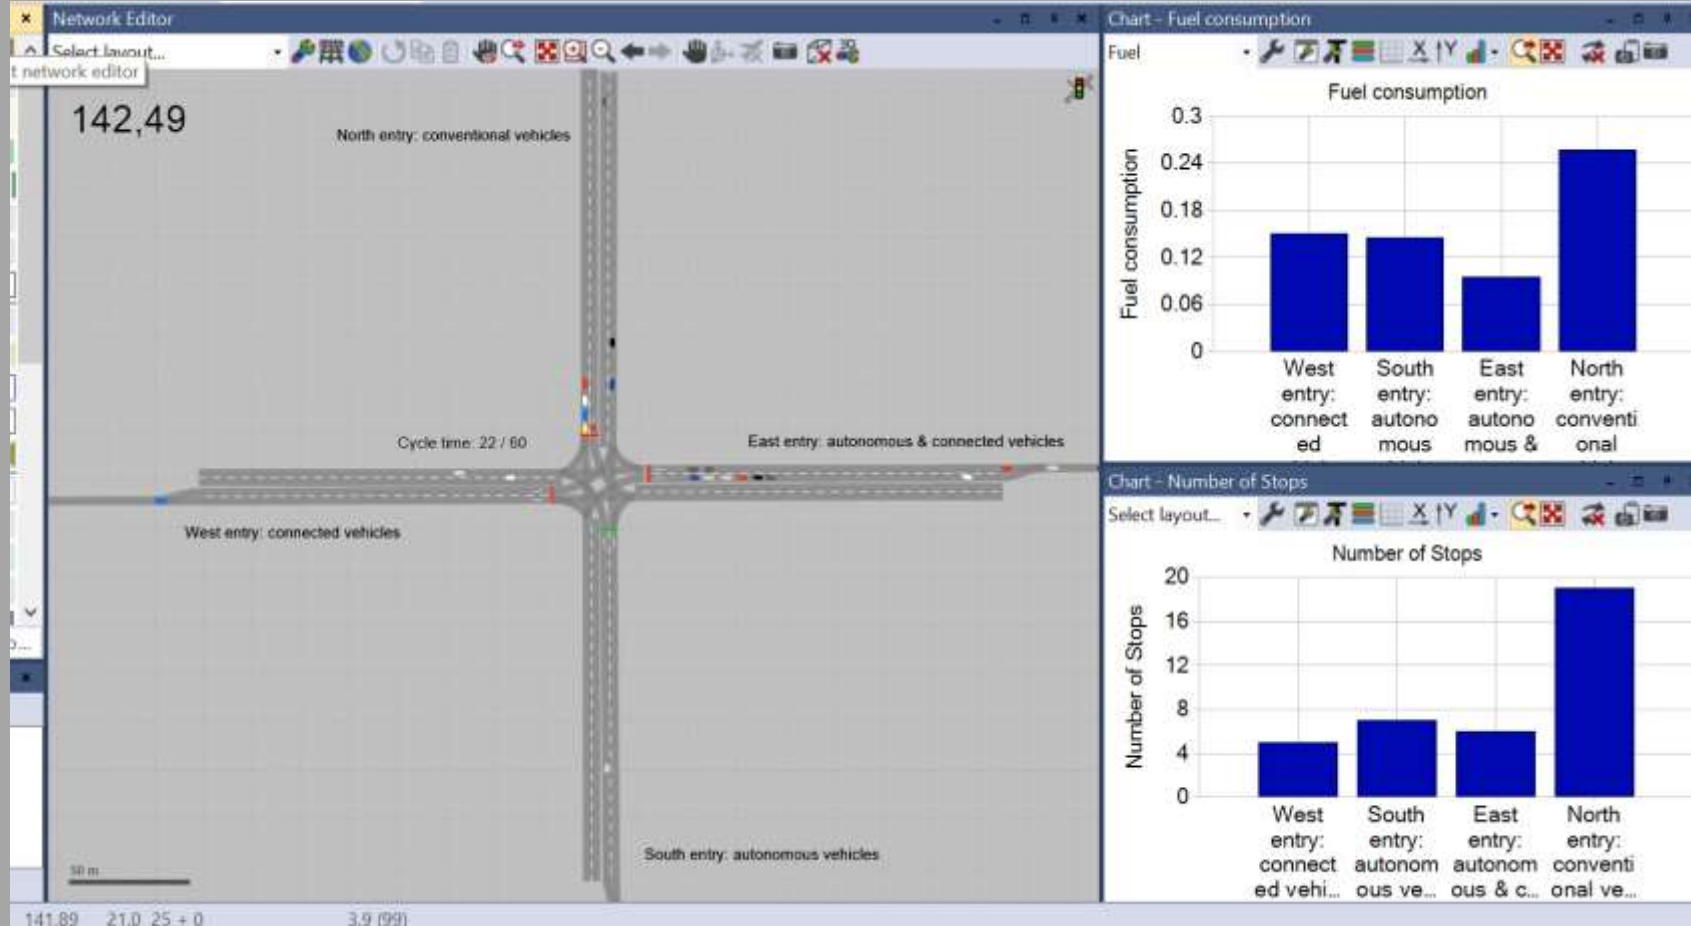 Network Editor
Select layout...
t network editor
142,49
North entry: conventional vehicles
Cycle time: 22 / 60
East entry: autonomous & connected vehicles
West entry: connected vehicles
South entry: autonomous vehicles
50 m
141.89 21.0 25 + 0 3.9 (99)
Chart - Fuel consumption
Fuel
Fuel consumption
Fuel consumption
0.3
0.24
0.18
0.12
0.06
0
West entry: connect ed
South entry: autono mous
East entry: autono mous &
North entry: conventi onal
Chart - Number of Stops
Select layout...
Number of Stops
Number of Stops
20
16
12
8
4
0
West entry: connect ed vehi...
South entry: autonom ous ve...
East entry: autonom ous & c...
North entry: conventi onal ve...